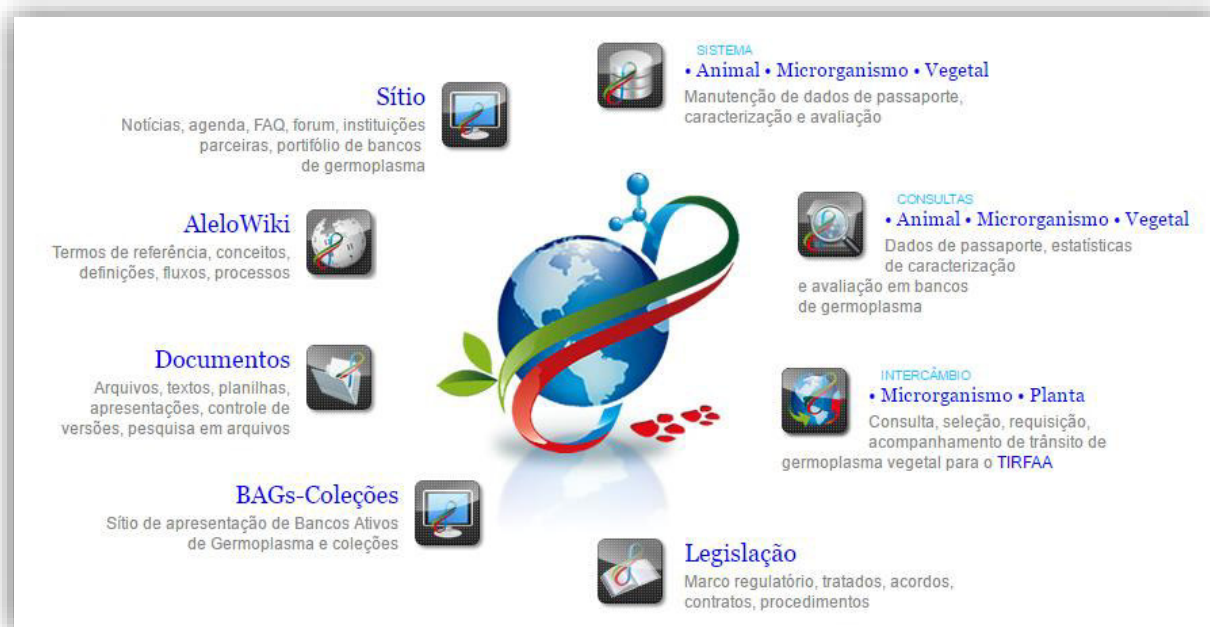 Sítio
Notícias, agenda, FAQ, forum, instituições
parceiras, portifólio de bancos
de germoplasma
AleloWiki
Termos de referência, conceitos,
definições, fluxos, processos
Documentos
Arquivos, textos, planilhas,
apresentações, controle de
versões, pesquisa em arquivos
BAGs-Coleções
Sítio de apresentação de Bancos Ativos
de Germoplasma e coleções
SISTEMA
• Animal • Microrganismo • Vegetal
Manutenção de dados de passaporte,
caracterização e avaliação
CONSULTAS
• Animal • Microrganismo • Vegetal
Dados de passaporte, estatísticas
de caracterização
e avaliação em bancos
de germoplasma
INTERCÂMBIO
• Microrganismo • Planta
Consulta, seleção, requisição,
acompanhamento de trânsito de
germoplasma vegetal para o TIRFAA
Legislação
Marco regulatório, tratados, acordos,
contratos, procedimentos